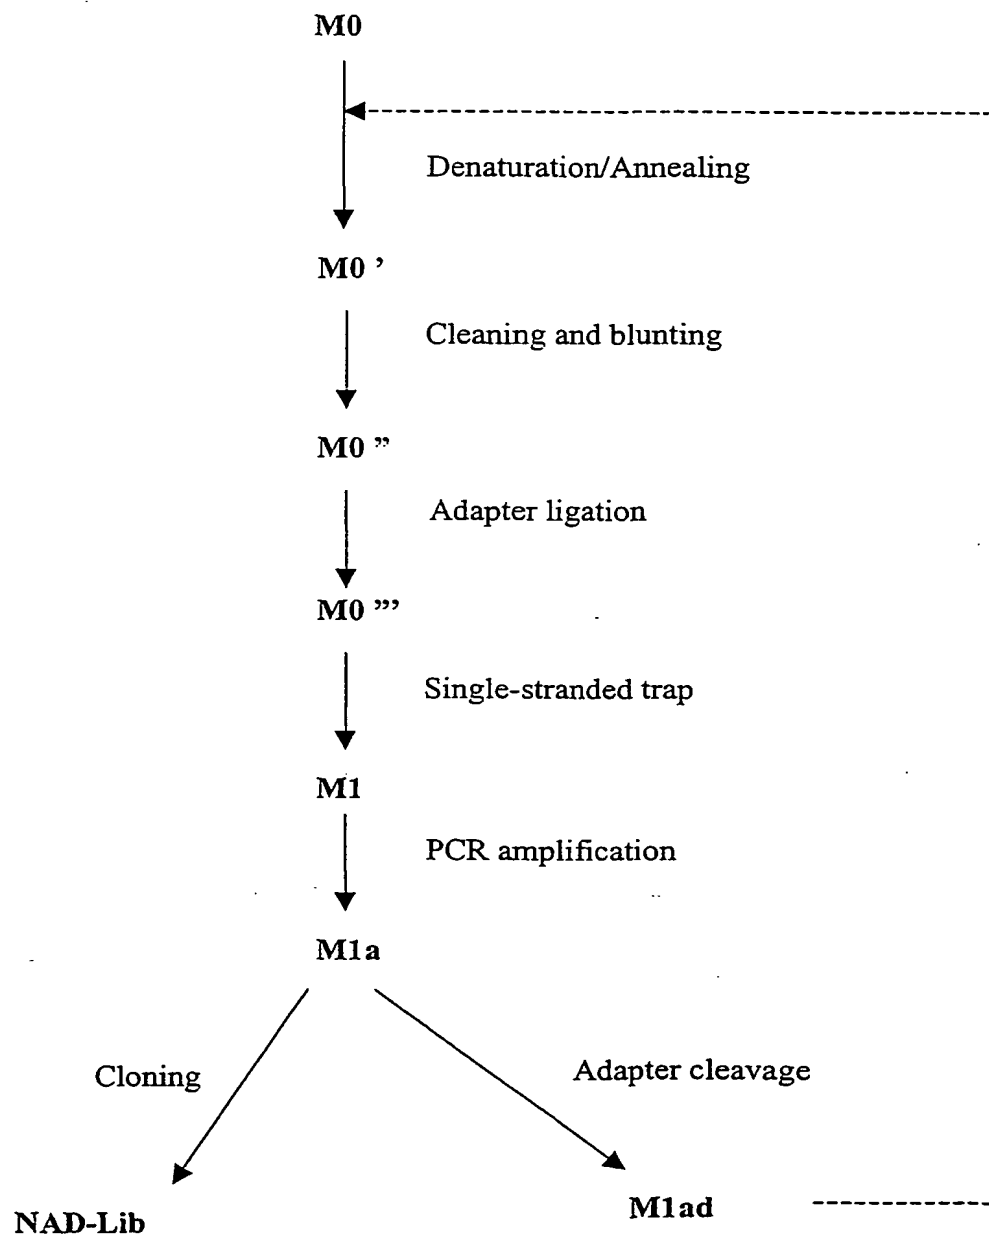 M0
Denaturation/Annealing
M0 ’
Cleaning and blunting
M0 ”
Adapter ligation
M0 ’’’
Single-stranded trap
M1
PCR amplification
M1a
Cloning
Adapter cleavage
M1ad
NAD-Lib